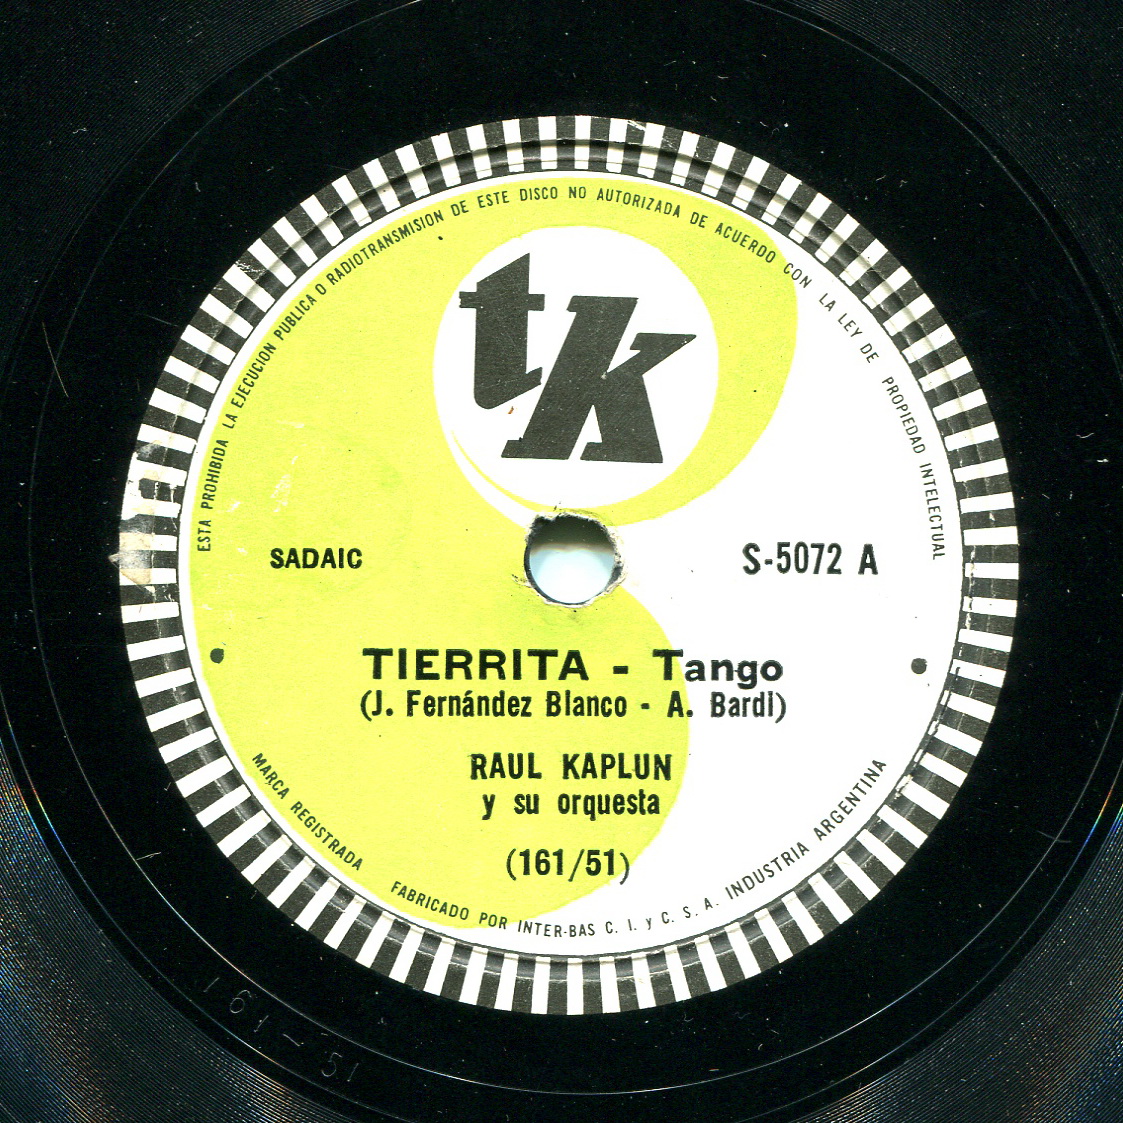 ESTA PROHIBIDA LA EJECUCION PUBLICA O RADIOTRANSMISION DE ESTE DISCO NO AUTORIZADA DE ACUERDO CON LA LEY DE PROPIEDAD INTELECTUAL
tk
SADAIC
S-5072 A
TIERRITA - Tango
(J. Fernández Blanco - A. Bardi)
RAUL KAPLUN
y su orquesta
(161/51)
MARCA REGISTRADA
FABRICADO POR INTER-BAS C. I. y C. S. A. INDUSTRIA ARGENTINA
161-51